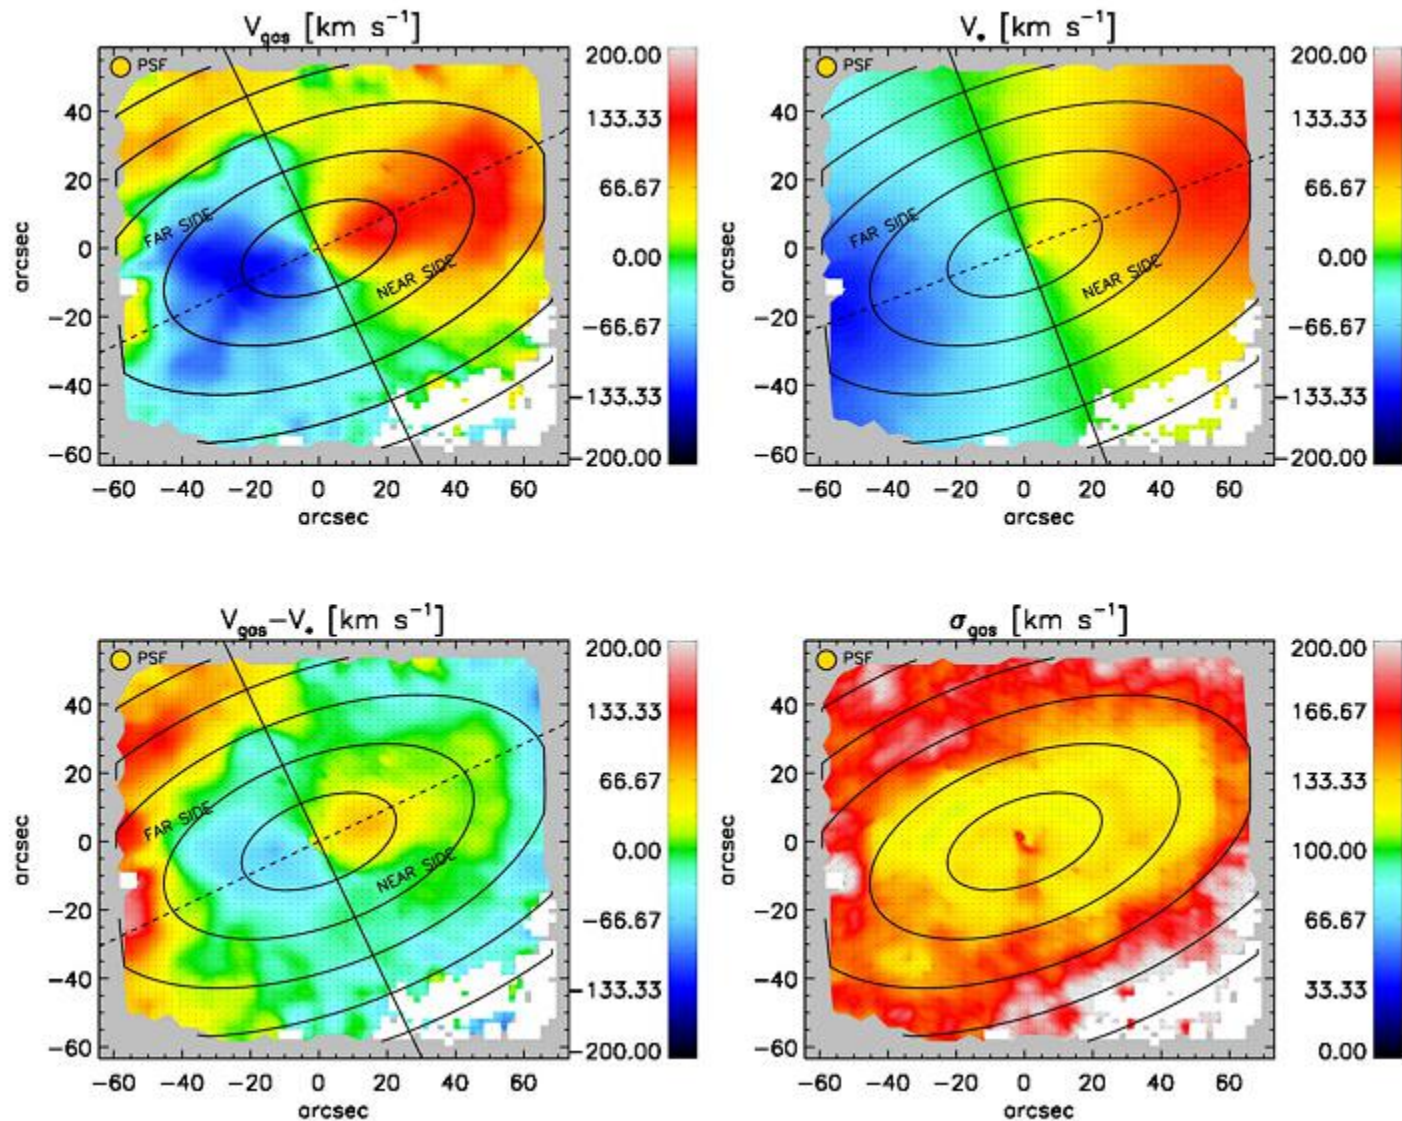 V_gas [km s⁻¹]
PSF
FAR SIDE
NEAR SIDE
40
20
0
−20
−40
−60
arcsec
−60 −40 −20 0 20 40 60
arcsec
200.00
133.33
66.67
0.00
−66.67
−133.33
−200.00
V_* [km s⁻¹]
PSF
FAR SIDE
NEAR SIDE
40
20
0
−20
−40
−60
arcsec
−60 −40 −20 0 20 40 60
arcsec
200.00
133.33
66.67
0.00
−66.67
−133.33
−200.00
V_gas−V_* [km s⁻¹]
PSF
FAR SIDE
NEAR SIDE
40
20
0
−20
−40
−60
arcsec
−60 −40 −20 0 20 40 60
arcsec
200.00
133.33
66.67
0.00
−66.67
−133.33
−200.00
σ_gas [km s⁻¹]
PSF
40
20
0
−20
−40
−60
arcsec
−60 −40 −20 0 20 40 60
arcsec
200.00
166.67
133.33
100.00
66.67
33.33
0.00